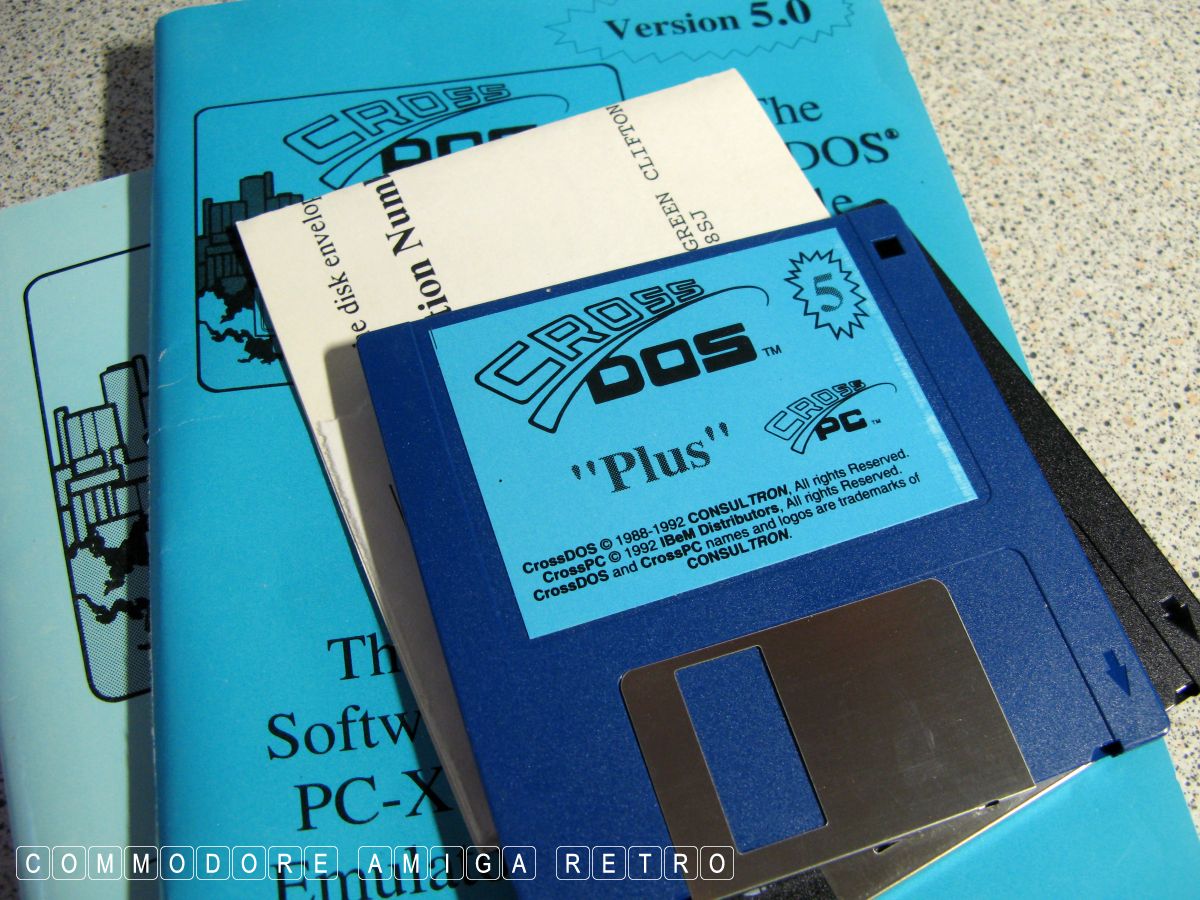 Version 5.0
CROSS
DOS
The
DOS®
GREEN CLIFTON
8SJ
disk envelop
tion Num
CROSS
DOS™
5
"Plus"
CROSS
PC™
CrossDOS © 1988-1992 CONSULTRON, All rights Reserved.
CrossPC © 1992 IBeM Distributors, All rights Reserved.
CrossDOS and CrossPC names and logos are trademarks of
CONSULTRON.
Th
Softw
PC-X
Emulat
COMMODORE AMIGA RETRO